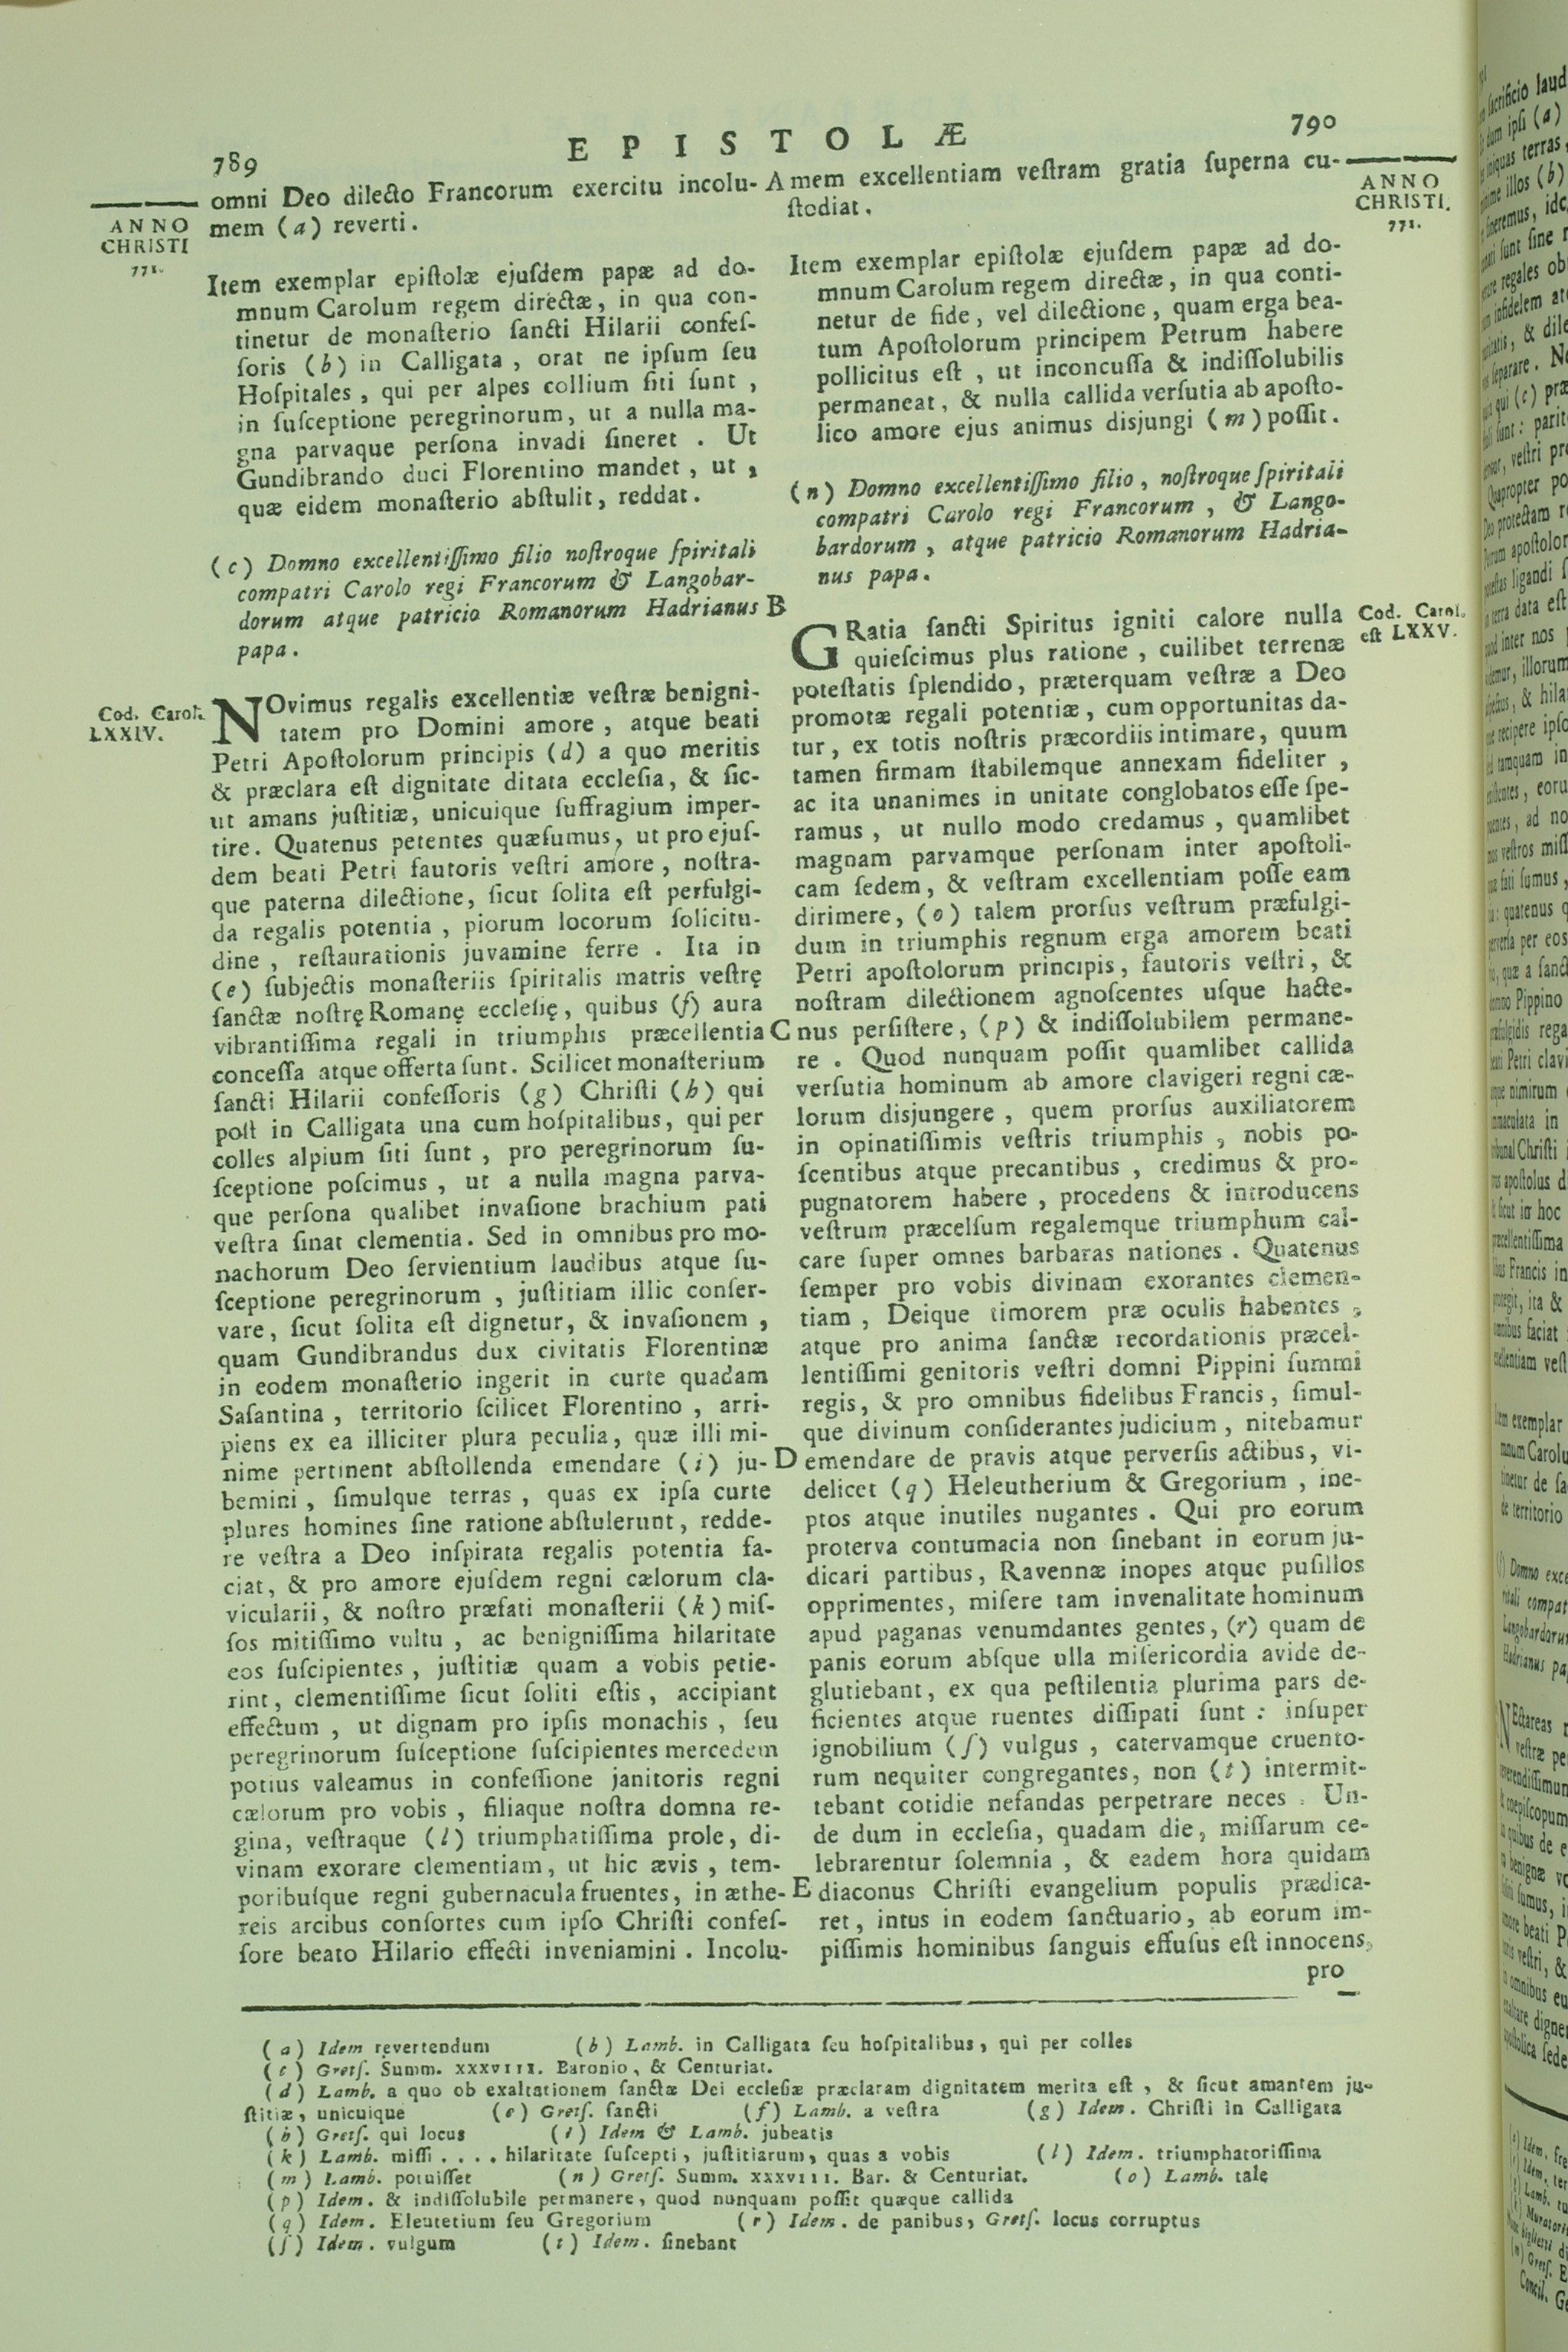 789
EPISTOLÆ
790
ANNO
CHRISTI
771.
omni Deo dilecto Francorum exercitu incolu-
mem (a) reverti.
Item exemplar epistolæ ejusdem papæ ad do-
mnum Carolum regem directæ, in qua con-
tinetur de monasterio sancti Hilarii confes-
soris (b) in Calligata, orat ne ipsum seu
Hospitales, qui per alpes collium siti sunt,
in susceptione peregrinorum, ut a nulla ma-
gna parvaque persona invadi sineret. Ut
Gundibrando duci Florentino mandet, ut,
quæ eidem monasterio abstulit, reddat.
(c) Domno excellentissimo filio nostroque spiritali
compatri Carolo regi Francorum & Langobar-
dorum atque patricio Romanorum Hadrianus
papa.
Cod. Carol.
LXXIV.
NOvimus regalis excellentiæ vestræ benigni-
tatem pro Domini amore, atque beati
Petri Apostolorum principis (d) a quo meritis
& præclara est dignitate ditata ecclesia, & sic-
ut amans justitiæ, unicuique suffragium imper-
tire. Quatenus petentes quæsumus, ut pro ejus-
dem beati Petri fautoris vestri amore, nostra-
que paterna dilectione, sicut solita est perfulgi-
da regalis potentia, piorum locorum solicitu-
dine, restaurationis juvamine ferre. Ita in
(e) subjectis monasteriis spiritalis matris vestrę
sanctæ nostrę Romanę ecclesię, quibus (f) aura
vibrantissima regali in triumphis præcellentia
concessa atque offerta sunt. Scilicet monasterium
sancti Hilarii confessoris (g) Christi (h) qui
post in Calligata una cum hospitalibus, qui per
colles alpium siti sunt, pro peregrinorum su-
sceptione poscimus, ut a nulla magna parva-
que persona qualibet invasione brachium pati
vestra sinat clementia. Sed in omnibus pro mo-
nachorum Deo servientium laudibus atque su-
sceptione peregrinorum, justitiam illic conser-
vare, sicut solita est dignetur, & invasionem,
quam Gundibrandus dux civitatis Florentinæ
in eodem monasterio ingerit in curte quadam
Sasantina, territorio scilicet Florentino, arri-
piens ex ea illiciter plura peculia, quæ illi mi-
nime pertinent abstollenda emendare (i) ju-
bemini, simulque terras, quas ex ipsa curte
plures homines sine ratione abstulerunt, redde-
re vestra a Deo inspirata regalis potentia fa-
ciat, & pro amore ejusdem regni cælorum cla-
vicularii, & nostro præfati monasterii (k) mis-
sos mitissimo vultu, ac benignissima hilaritate
eos suscipientes, justitiæ quam a vobis petie-
rint, clementissime sicut soliti estis, accipiant
effectum, ut dignam pro ipsis monachis, seu
peregrinorum susceptione suscipientes mercedem
potius valeamus in confessione janitoris regni
cælorum pro vobis, filiaque nostra domna re-
gina, vestraque (l) triumphatissima prole, di-
vinam exorare clementiam, ut hic ævis, tem-
poribusque regni gubernacula fruentes, in æthe-
reis arcibus consortes cum ipso Christi confes-
sore beato Hilario effecti inveniamini. Incolu-
A
B
C
D
E
mem excellentiam vestram gratia superna cu-
stodiat.
ANNO
CHRISTI.
771.
Item exemplar epistolæ ejusdem papæ ad do-
mnum Carolum regem directæ, in qua conti-
netur de fide, vel dilectione, quam erga bea-
tum Apostolorum principem Petrum habere
pollicitus est, ut inconcussa & indissolubilis
permaneat, & nulla callida versutia ab aposto-
lico amore ejus animus disjungi (m) possit.
(n) Domno excellentissimo filio, nostroque spiritali
compatri Carolo regi Francorum, & Lango-
bardorum, atque patricio Romanorum Hadria-
nus papa.
Cod. Carol.
est LXXV.
GRatia sancti Spiritus igniti calore nulla
quiescimus plus ratione, cuilibet terrenæ
potestatis splendido, præterquam vestræ a Deo
promotæ regali potentiæ, cum opportunitas da-
tur, ex totis nostris præcordiis intimare, quum
tamen firmam stabilemque annexam fideliter,
ac ita unanimes in unitate conglobatos esse spe-
ramus, ut nullo modo credamus, quamlibet
magnam parvamque personam inter apostoli-
cam sedem, & vestram excellentiam posse eam
dirimere, (o) talem prorsus vestrum præfulgi-
dum in triumphis regnum erga amorem beati
Petri apostolorum principis, fautoris vestri, &
nostram dilectionem agnoscentes usque hacte-
nus persistere, (p) & indissolubilem permane-
re. Quod nunquam possit quamlibet callida
versutia hominum ab amore clavigeri regni cæ-
lorum disjungere, quem prorsus auxiliatorem
in opinatissimis vestris triumphis, nobis po-
scentibus atque precantibus, credimus & pro-
pugnatorem habere, procedens & introducens
vestrum præcelsum regalemque triumphum cal-
care super omnes barbaras nationes. Quatenus
semper pro vobis divinam exorantes clemen-
tiam, Deique timorem præ oculis habentes,
atque pro anima sanctæ recordationis præcel-
lentissimi genitoris vestri domni Pippini summi
regis, & pro omnibus fidelibus Francis, simul-
que divinum considerantes judicium, nitebamur
emendare de pravis atque perversis actibus, vi-
delicet (q) Heleutherium & Gregorium, ine-
ptos atque inutiles nugantes. Qui pro eorum
proterva contumacia non sinebant in eorum ju-
dicari partibus, Ravennæ inopes atque pusillos
opprimentes, misere tam invenalitate hominum
apud paganas venumdantes gentes, (r) quam de
panis eorum absque ulla misericordia avide de-
glutiebant, ex qua pestilentia plurima pars de-
ficientes atque ruentes dissipati sunt: insuper
ignobilium (ſ) vulgus, catervamque cruento-
rum nequiter congregantes, non (t) intermit-
tebant cotidie nefandas perpetrare neces. Un-
de dum in ecclesia, quadam die, missarum ce-
lebrarentur solemnia, & eadem hora quidam
diaconus Christi evangelium populis prædica-
ret, intus in eodem sanctuario, ab eorum im-
piissimis hominibus sanguis effusus est innocens,
pro
(a) Idem revertendum (b) Lamb. in Calligata seu hospitalibus, qui per colles
(c) Grets. Summ. XXXVIII. Baronio, & Centuriat.
(d) Lamb. a quo ob exaltationem sanctæ Dei ecclesiæ præclaram dignitatem merita est, & sicut amantem ju-
stitiæ, unicuique (e) Grets. sancti (f) Lamb. a vestra (g) Idem. Christi in Calligata
(h) Grets. qui locus (i) Idem & Lamb. jubeatis
(k) Lamb. missi.... hilaritate suscepti, justitiarum, quas a vobis (l) Idem. triumphatorissima
(m) Lamb. potuisset (n) Grets. Summ. XXXVIII. Bar. & Centuriat. (o) Lamb. tale
(p) Idem. & indissolubile permanere, quod nunquam possit quæque callida
(q) Idem. Eleutetium seu Gregorium (r) Idem. de panibus, Grets. locus corruptus
(ſ) Idem. vulgum (t) Idem. sinebant